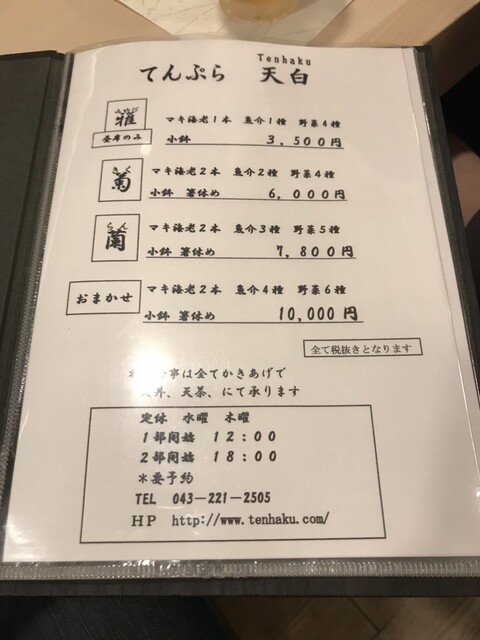 Tenhaku
てんぷら 天白
雅 マキ海老1本 魚介1種 野菜4種
昼席のみ 小鉢 3,500円
菊 マキ海老2本 魚介2種 野菜4種
小鉢 箸休め 6,000円
蘭 マキ海老2本 魚介3種 野菜5種
小鉢 箸休め 7,800円
おまかせ マキ海老2本 魚介4種 野菜6種
小鉢 箸休め 10,000円
全て税抜きとなります
事は全てかきあげで
丼、天茶、にて承ります
定休 水曜 木曜
1部開始 12:00
2部開始 18:00
*要予約
TEL 043-221-2505
HP http://www.tenhaku.com/